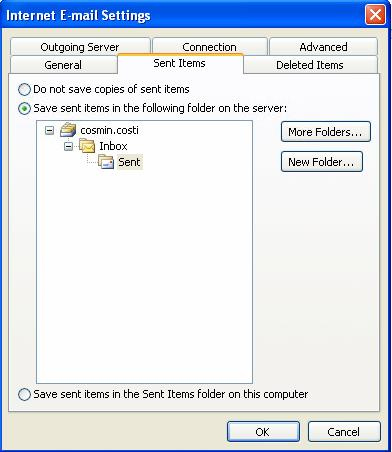 Internet E-mail Settings
Outgoing Server
Connection
Advanced
General
Sent Items
Deleted Items
Do not save copies of sent items
Save sent items in the following folder on the server:
cosmin.costi
Inbox
Sent
More Folders...
New Folder...
Save sent items in the Sent Items folder on this computer
OK
Cancel